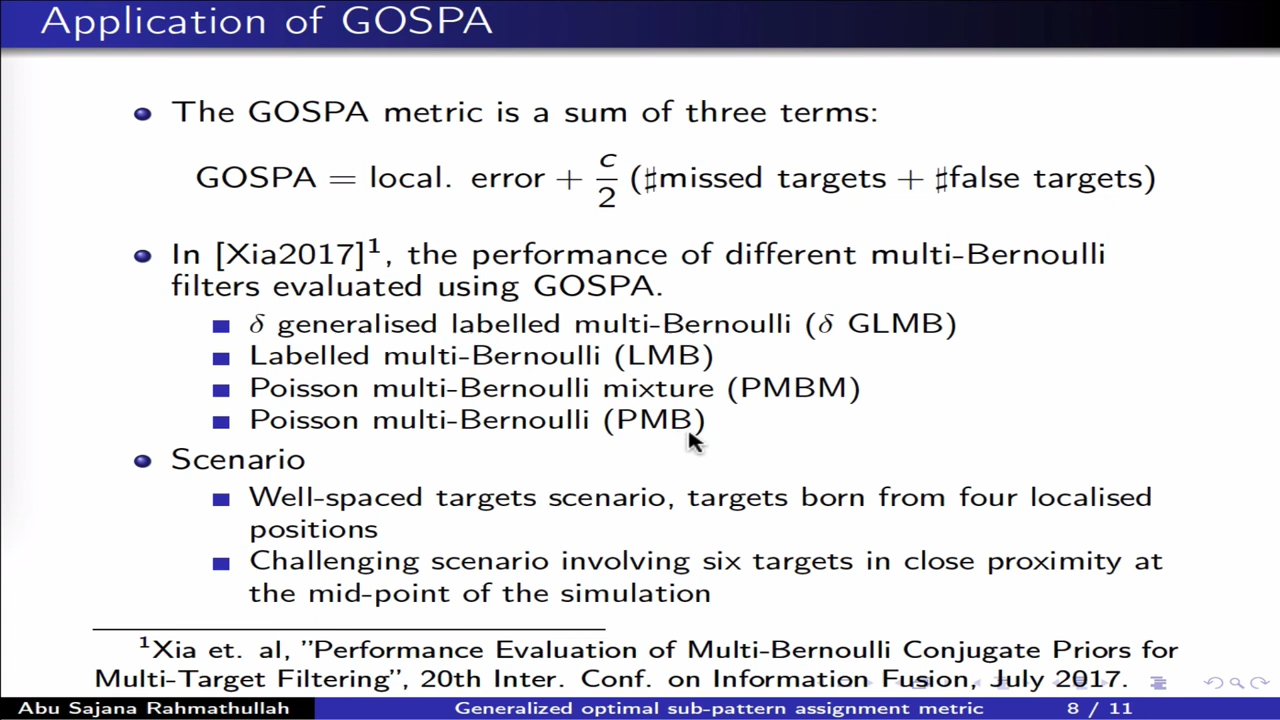 Application of GOSPA
The GOSPA metric is a sum of three terms:
GOSPA = local. error + c/2 (♯missed targets + ♯false targets)
In [Xia2017]¹, the performance of different multi-Bernoulli
filters evaluated using GOSPA.
δ generalised labelled multi-Bernoulli (δ GLMB)
Labelled multi-Bernoulli (LMB)
Poisson multi-Bernoulli mixture (PMBM)
Poisson multi-Bernoulli (PMB)
Scenario
Well-spaced targets scenario, targets born from four localised
positions
Challenging scenario involving six targets in close proximity at
the mid-point of the simulation
¹Xia et. al, "Performance Evaluation of Multi-Bernoulli Conjugate Priors for
Multi-Target Filtering", 20th Inter. Conf. on Information Fusion, July 2017.
Abu Sajana Rahmathullah Generalized optimal sub-pattern assignment metric 8 / 11